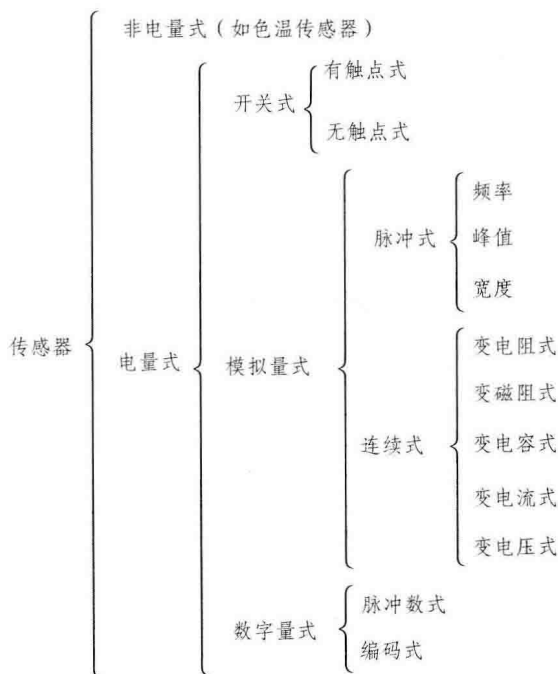 非电量式(如色温传感器)
有触点式
开关式
无触点式
频率
脉冲式
峰值
宽度
传感器
电量式
模拟量式
变电阻式
变磁阻式
连续式
变电容式
变电流式
变电压式
脉冲数式
数字量式
编码式